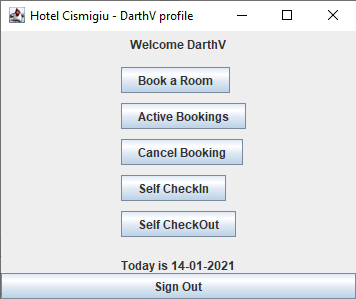 Hotel Cismigiu - DarthV profile
Welcome DarthV
Book a Room
Active Bookings
Cancel Booking
Self CheckIn
Self CheckOut
Today is 14-01-2021
Sign Out